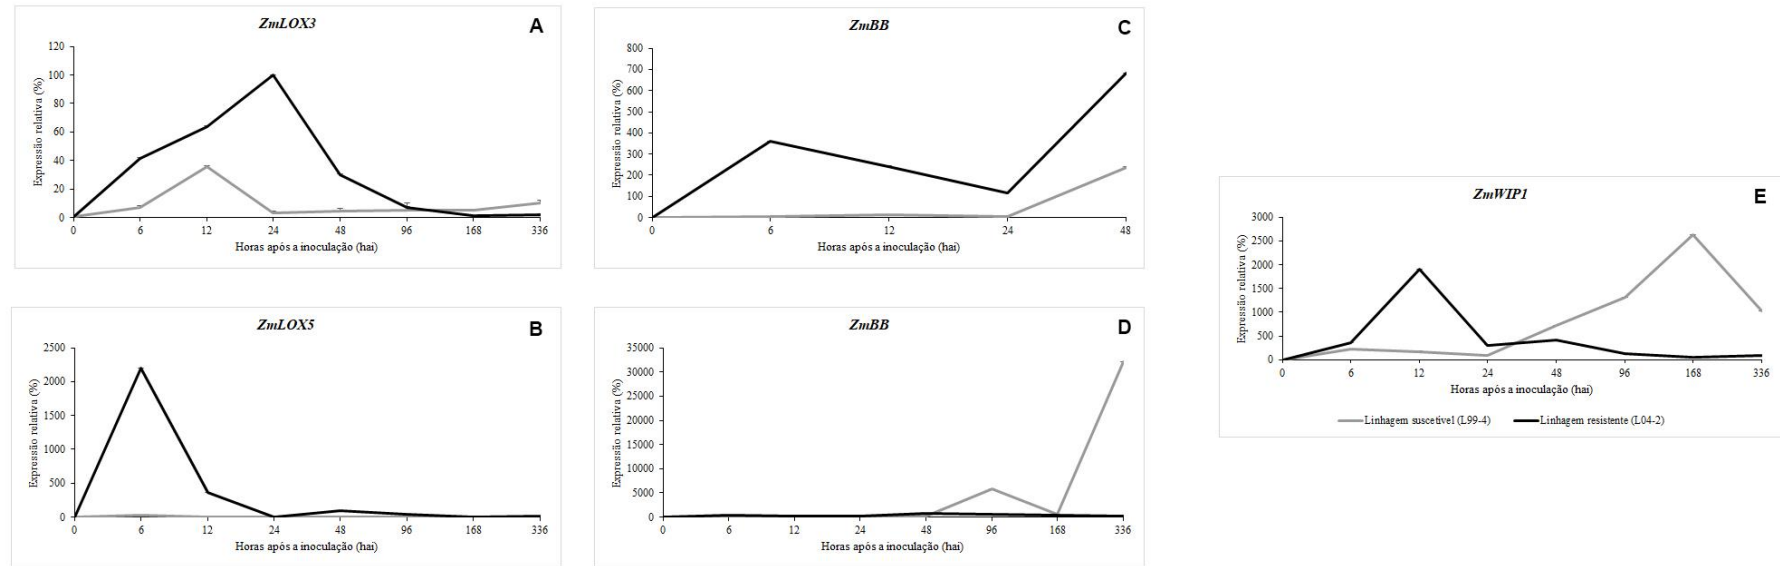 ZmLOX3
A
Expressão relativa (%)
120
100
80
60
40
20
0
0 6 12 24 48 96 168 336
Horas após a inoculação (hai)
ZmLOX5
B
Expressão relativa (%)
2500
2000
1500
1000
500
0
0 6 12 24 48 96 168 336
Horas após a inoculação (hai)
ZmBB
C
Expressão relativa (%)
800
700
600
500
400
300
200
100
0
0 6 12 24 48
Horas após a inoculação (hai)
ZmBB
D
Expressão relativa (%)
35000
30000
25000
20000
15000
10000
5000
0
0 6 12 24 48 96 168 336
Horas após a inoculação (hai)
ZmWIP1
E
Expressão relativa (%)
3000
2500
2000
1500
1000
500
0
0 6 12 24 48 96 168 336
Horas após a inoculação (hai)
Linhagem suscetível (L99-4) Linhagem resistente (L04-2)